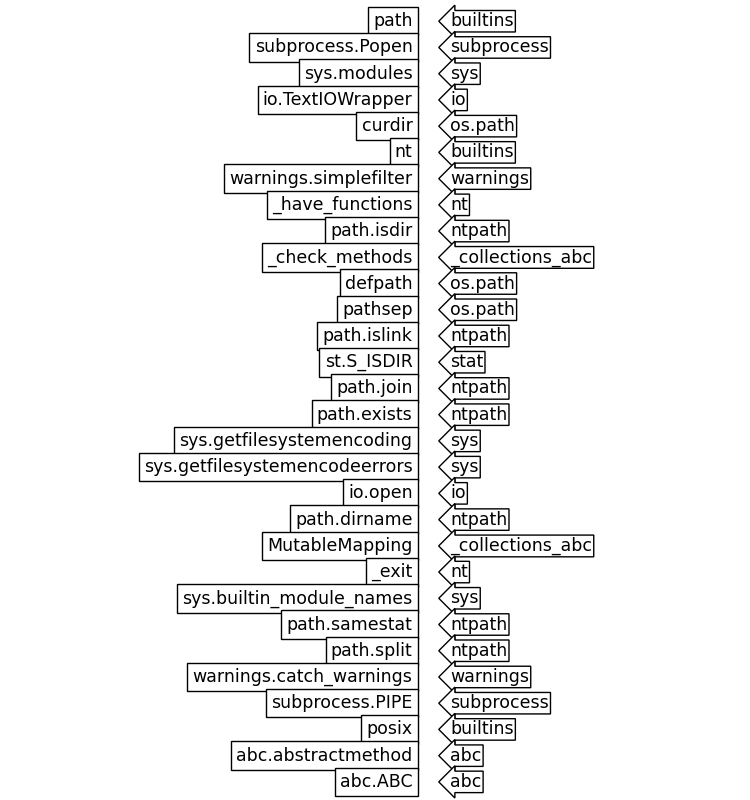 path builtins
subprocess.Popen subprocess
sys.modules sys
io.TextIOWrapper io
curdir os.path
nt builtins
warnings.simplefilter warnings
_have_functions nt
path.isdir ntpath
_check_methods _collections_abc
defpath os.path
pathsep os.path
path.islink ntpath
st.S_ISDIR stat
path.join ntpath
path.exists ntpath
sys.getfilesystemencoding sys
sys.getfilesystemencodeerrors sys
io.open io
path.dirname ntpath
MutableMapping _collections_abc
_exit nt
sys.builtin_module_names sys
path.samestat ntpath
path.split ntpath
warnings.catch_warnings warnings
subprocess.PIPE subprocess
posix builtins
abc.abstractmethod abc
abc.ABC abc